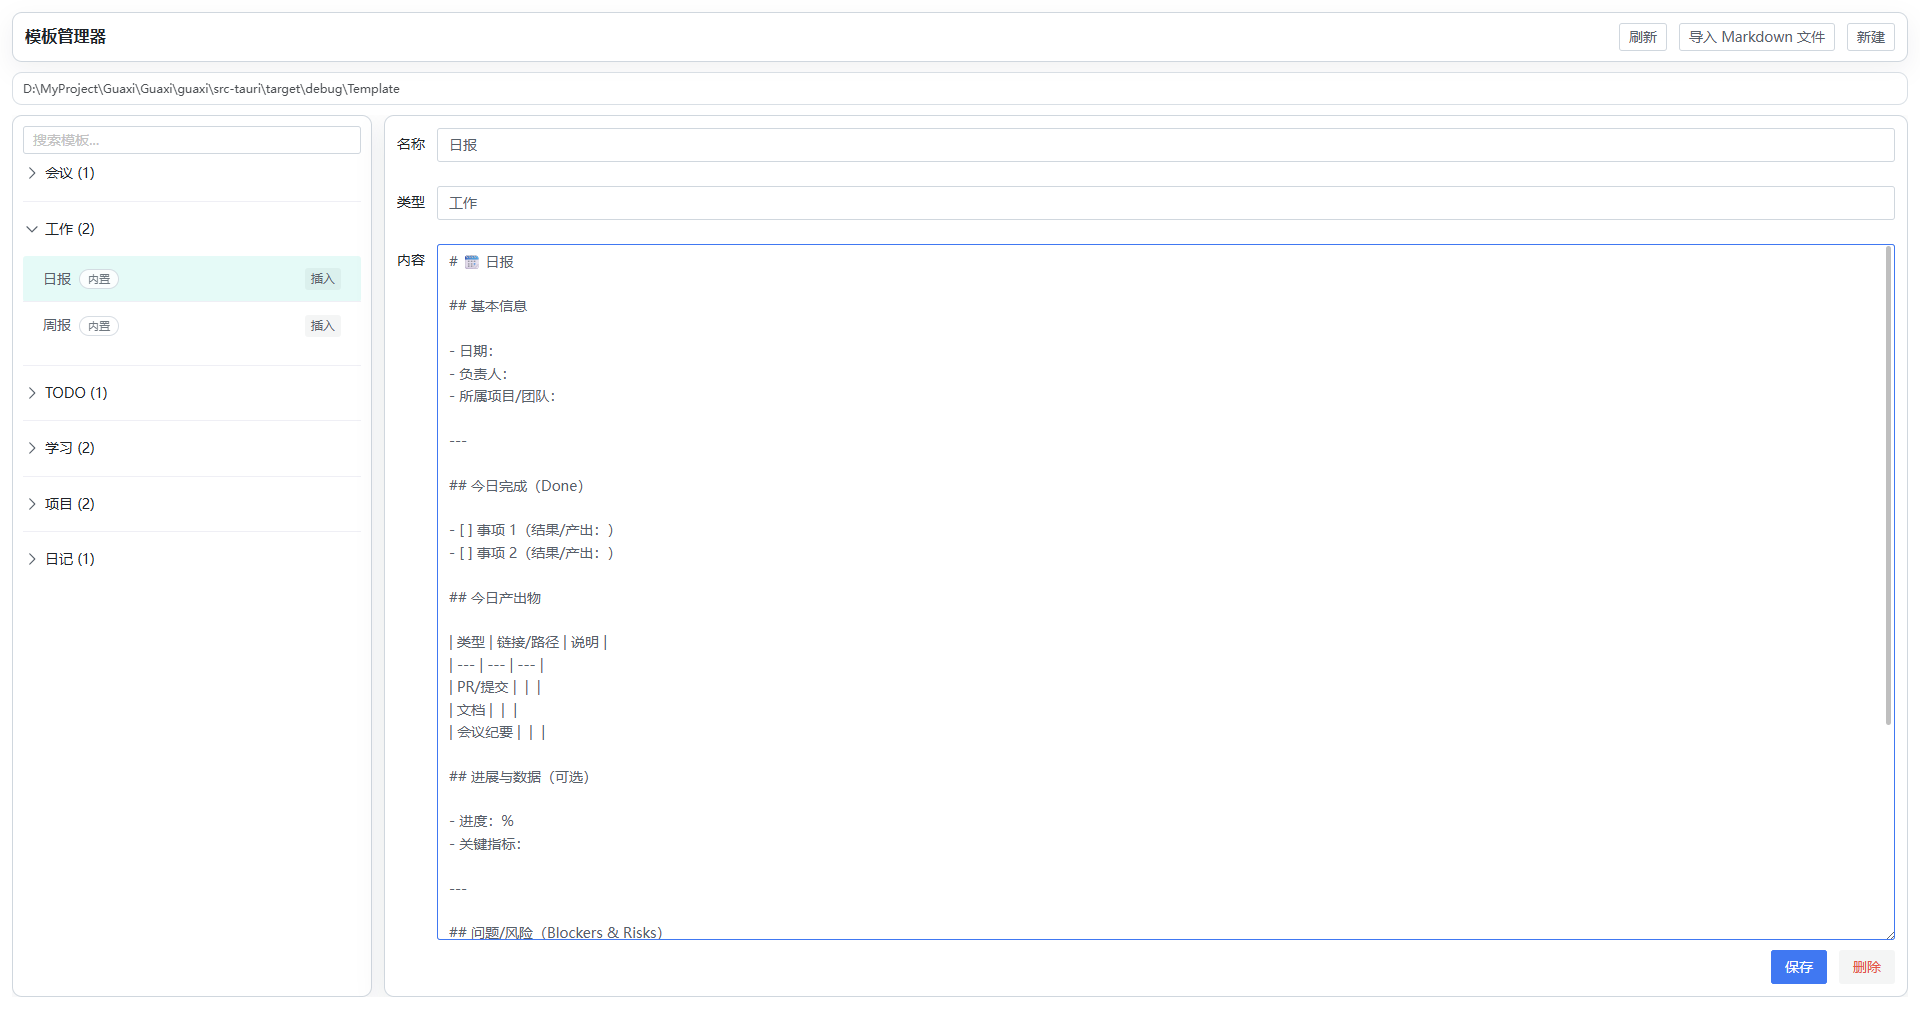 模板管理器
刷新
导入 Markdown 文件
新建
D:\MyProject\Guaxi\Guaxi\guaxi\src-tauri\target\debug\Template
搜索模板...
会议 (1)
工作 (2)
日报 内置 插入
周报 内置 插入
TODO (1)
学习 (2)
项目 (2)
日记 (1)
名称 日报
类型 工作
内容
# 🗓️ 日报
## 基本信息
- 日期：
- 负责人：
- 所属项目/团队：
---
## 今日完成（Done）
- [ ] 事项 1（结果/产出：）
- [ ] 事项 2（结果/产出：）
## 今日产出物
| 类型 | 链接/路径 | 说明 |
| --- | --- | --- |
| PR/提交 | | |
| 文档 | | |
| 会议纪要 | | |
## 进展与数据（可选）
- 进度：%
- 关键指标：
---
## 问题/风险（Blockers & Risks）
保存
删除